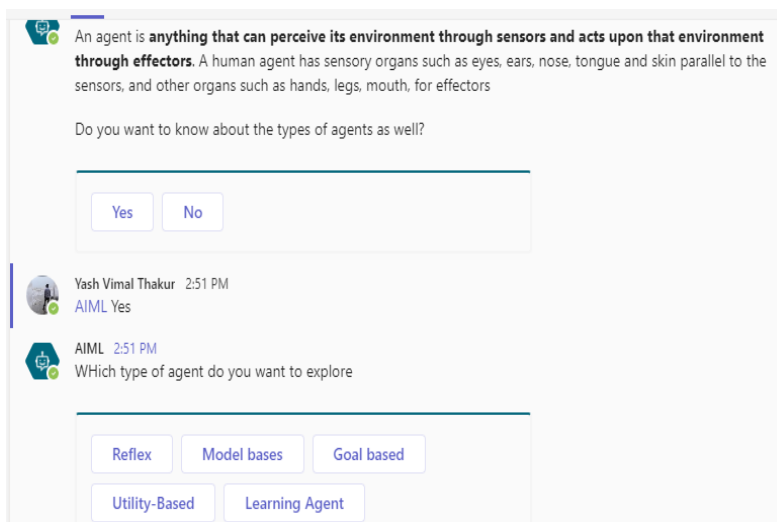 An agent is anything that can perceive its environment through sensors and acts upon that environment
through effectors. A human agent has sensory organs such as eyes, ears, nose, tongue and skin parallel to the
sensors, and other organs such as hands, legs, mouth, for effectors
Do you want to know about the types of agents as well?
Yes No
Yash Vimal Thakur 2:51 PM
AIML Yes
AIML 2:51 PM
WHich type of agent do you want to explore
Reflex Model bases Goal based
Utility-Based Learning Agent